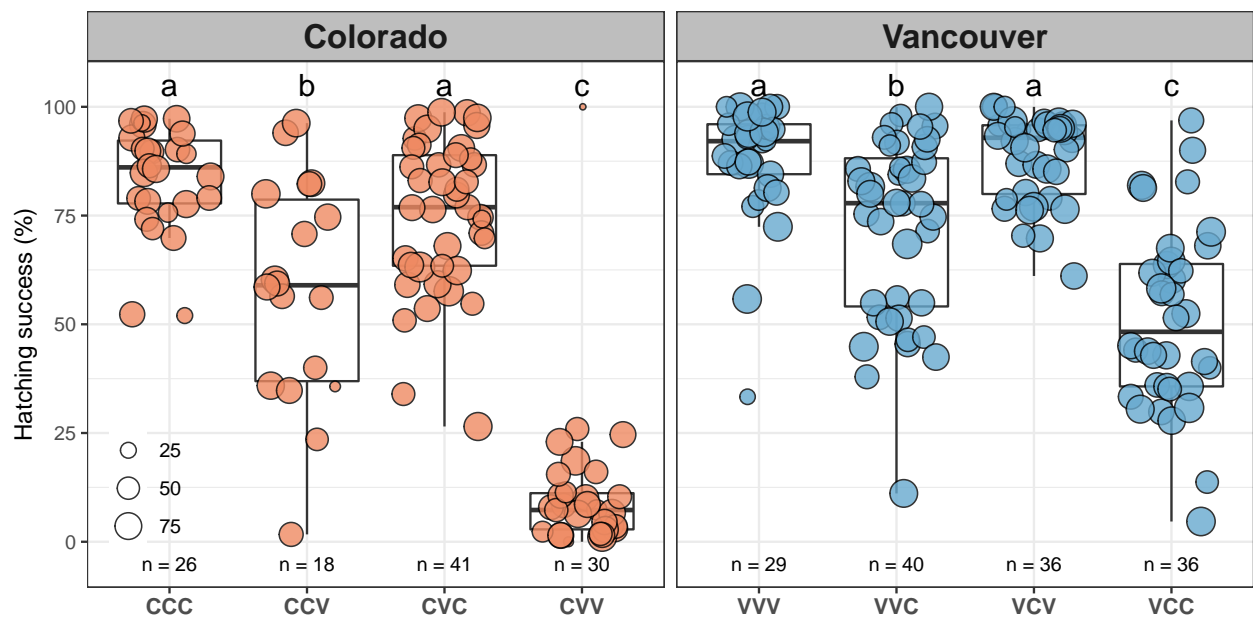 Colorado
Vancouver
a b a c
a b a c
Hatching success (%)
100
75
50
25
0
25
50
75
n = 26 n = 18 n = 41 n = 30
n = 29 n = 40 n = 36 n = 36
CCC CCV CVC CVV
VVV VVC VCV VCC